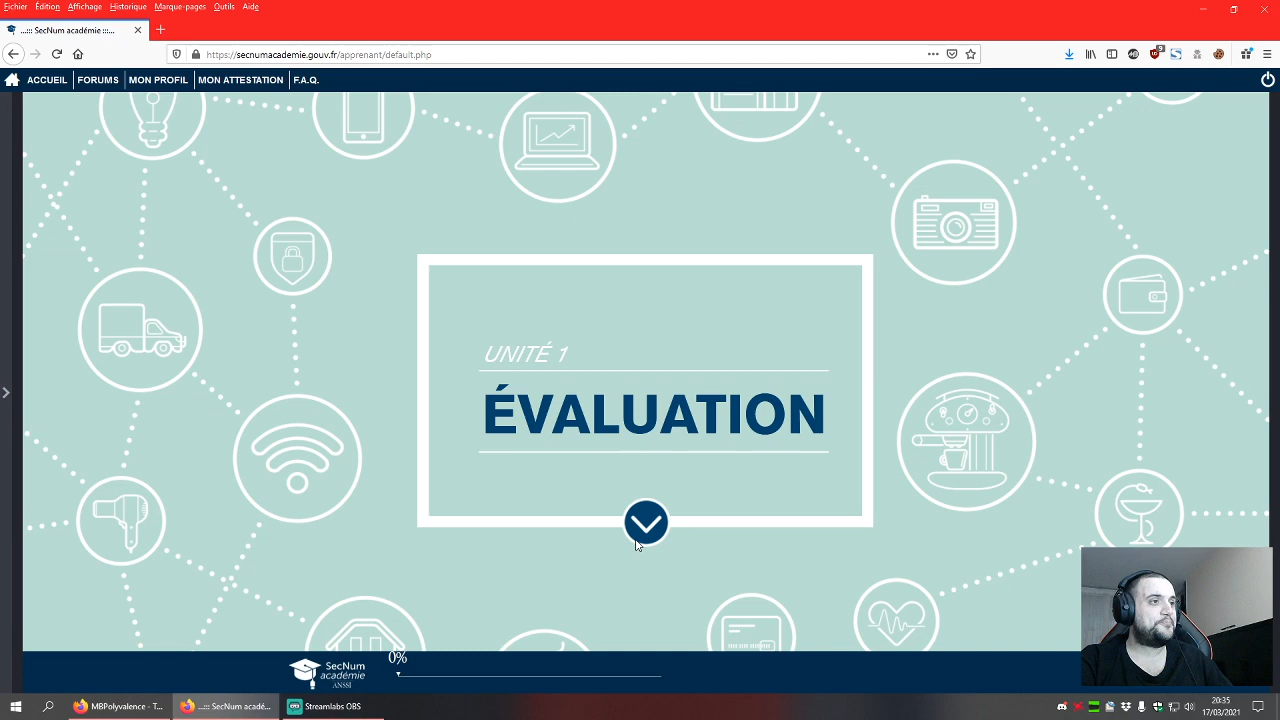 Fichier Édition Affichage Historique Marque-pages Outils Aide
...::: SecNum académie :::...
https://secnumacademie.gouv.fr/apprenant/default.php
9
ACCUEIL FORUMS MON PROFIL MON ATTESTATION F.A.Q.
UNITÉ 1
ÉVALUATION
0%
SecNum
académie
ANSSI
MBPolyvalence - T...
...::: SecNum acadé...
Streamlabs OBS
20:35
17/03/2021